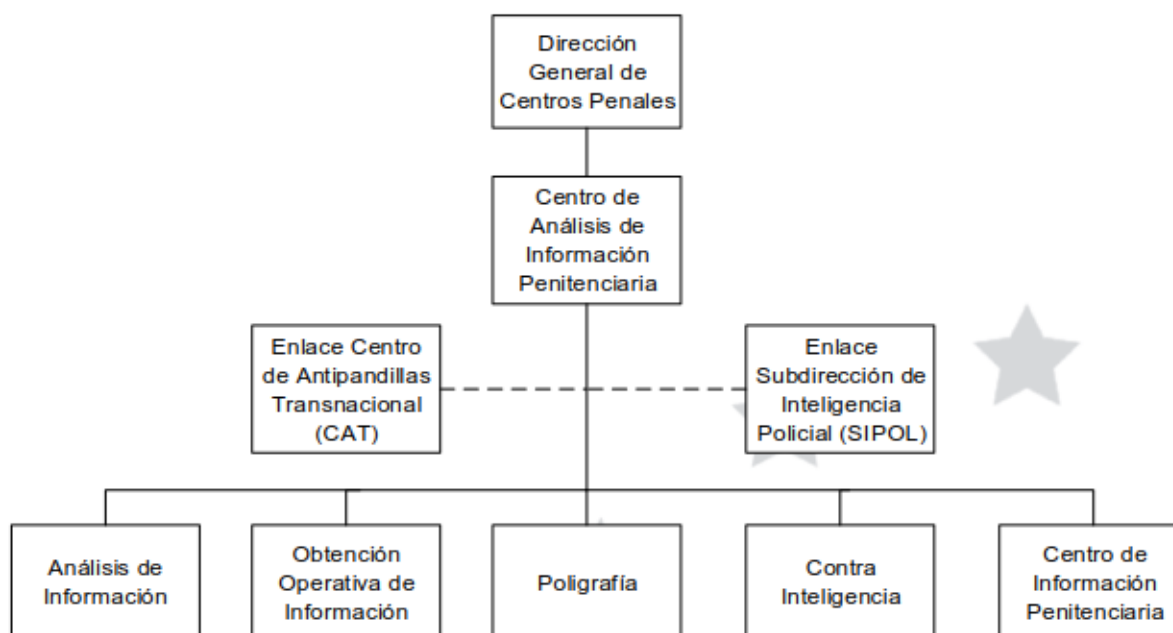 Dirección
General de
Centros Penales
Centro de
Análisis de
Información
Penitenciaria
Enlace Centro
de Antipandillas
Transnacional
(CAT)
Enlace
Subdirección de
Inteligencia
Policial (SIPOL)
Análisis de
Información
Obtención
Operativa de
Información
Poligrafía
Contra
Inteligencia
Centro de
Información
Penitenciaria